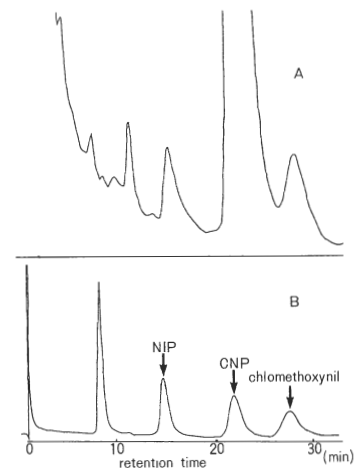 A
B
NIP
CNP
chlomethoxynil
0 10 20 30 (min)
retention time